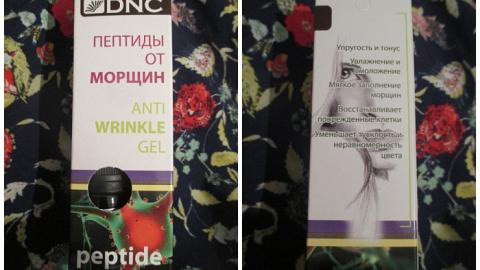 DNC
ПЕПТИДЫ
ОТ
МОРЩИН
ANTI
WRINKLE
GEL
peptide
Упругость и тонус
Увлажнение и
омоложение
Мягкое заполнение
морщин
Восстанавливает
поврежденные клетки
Уменьшает тусклость и
неравномерность
цвета